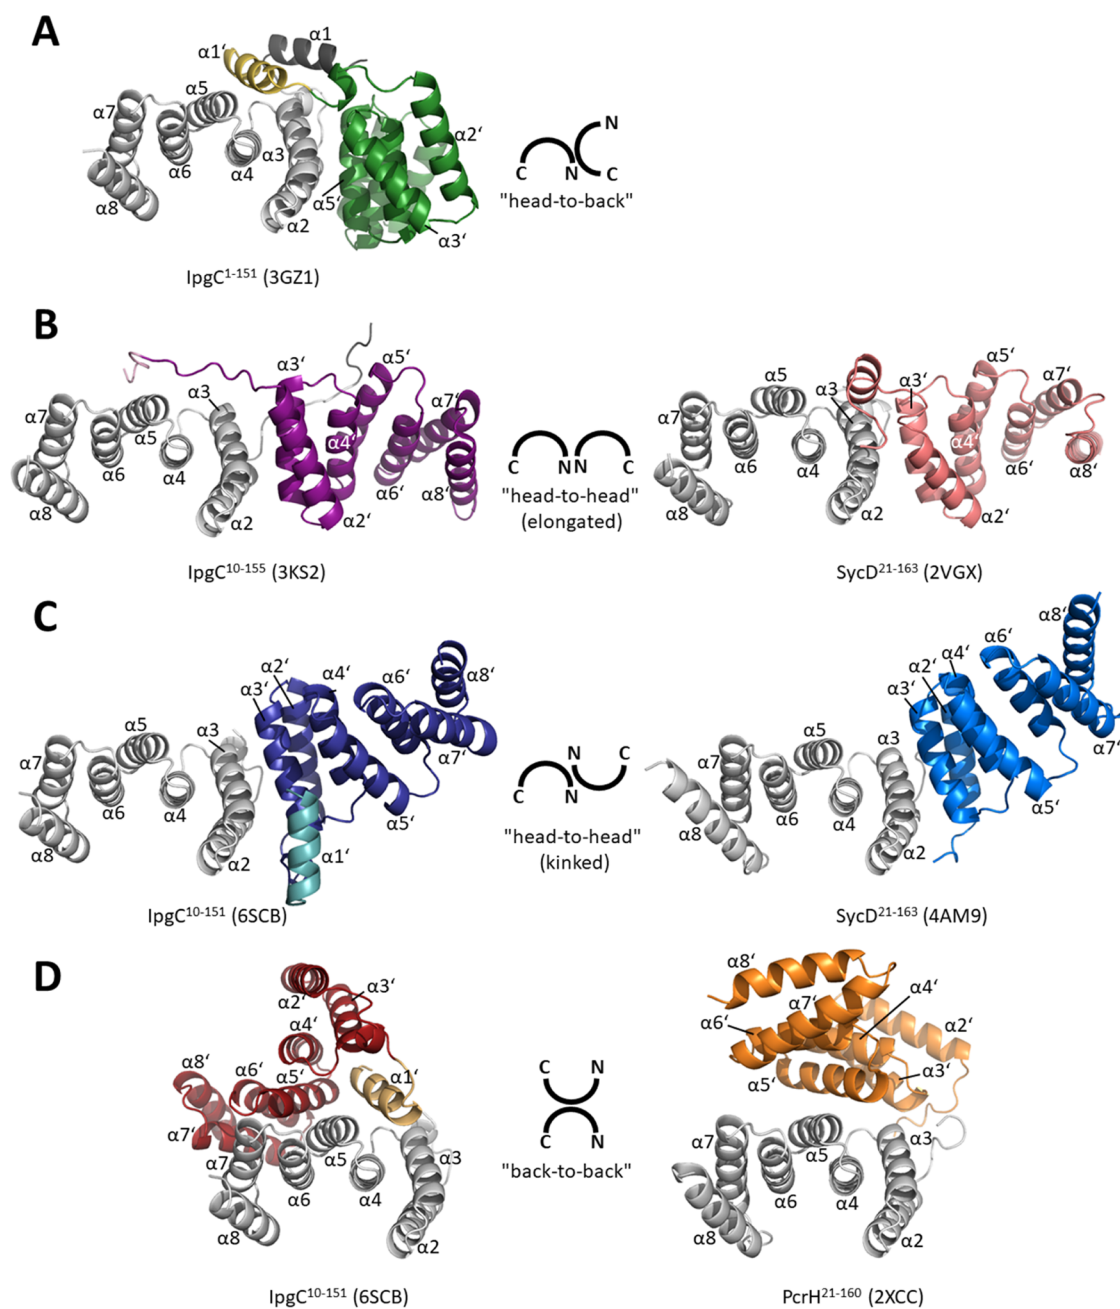 A
α1
α1‘
α5
α7
α2‘
α3
α6
α4
α5‘
α8
α2
α3‘
N
C
N
C
"head-to-back"
IpgC1-151 (3GZ1)
B
α3‘
α5‘
α3
α7
α5
α7‘
α6
α4
α4‘
α6‘
α8‘
α8
α2
α2‘
IpgC10-155 (3KS2)
C
N
N
C
"head-to-head"
(elongated)
α5‘
α5
α3
α3‘
α7‘
α7
α4‘
α6
α4
α6‘
α8‘
α8
α2
α2‘
SycD21-163 (2VGX)
C
α2‘
α4‘
α6‘
α8‘
α3‘
α5
α3
α7
α7‘
α6
α4
α5‘
α8
α2
α1‘
IpgC10-151 (6SCB)
N
C
C
N
"head-to-head"
(kinked)
α8‘
α6‘
α4‘
α2‘
α3‘
α5
α3
α7
α7‘
α6
α4
α5‘
α8
α2
SycD21-163 (4AM9)
D
α2‘
α3‘
α4‘
α8‘
α6‘
α5‘
α1‘
α7‘
α7
α5
α3
α6
α4
α8
α2
IpgC10-151 (6SCB)
C
N
C
N
"back-to-back"
α8‘
α4‘
α7‘
α6‘
α2‘
α5‘
α3‘
α7
α5
α3
α6
α4
α8
α2
PcrH21-160 (2XCC)